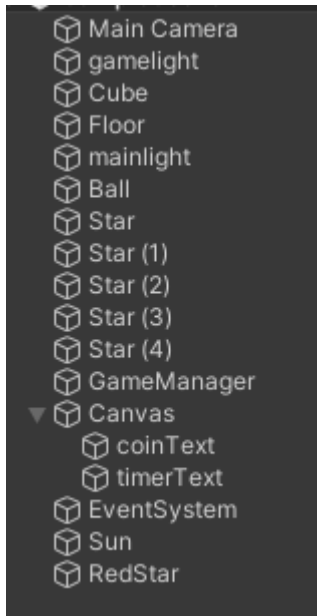 Main Camera
gamelight
Cube
Floor
mainlight
Ball
Star
Star (1)
Star (2)
Star (3)
Star (4)
GameManager
Canvas
coinText
timerText
EventSystem
Sun
RedStar